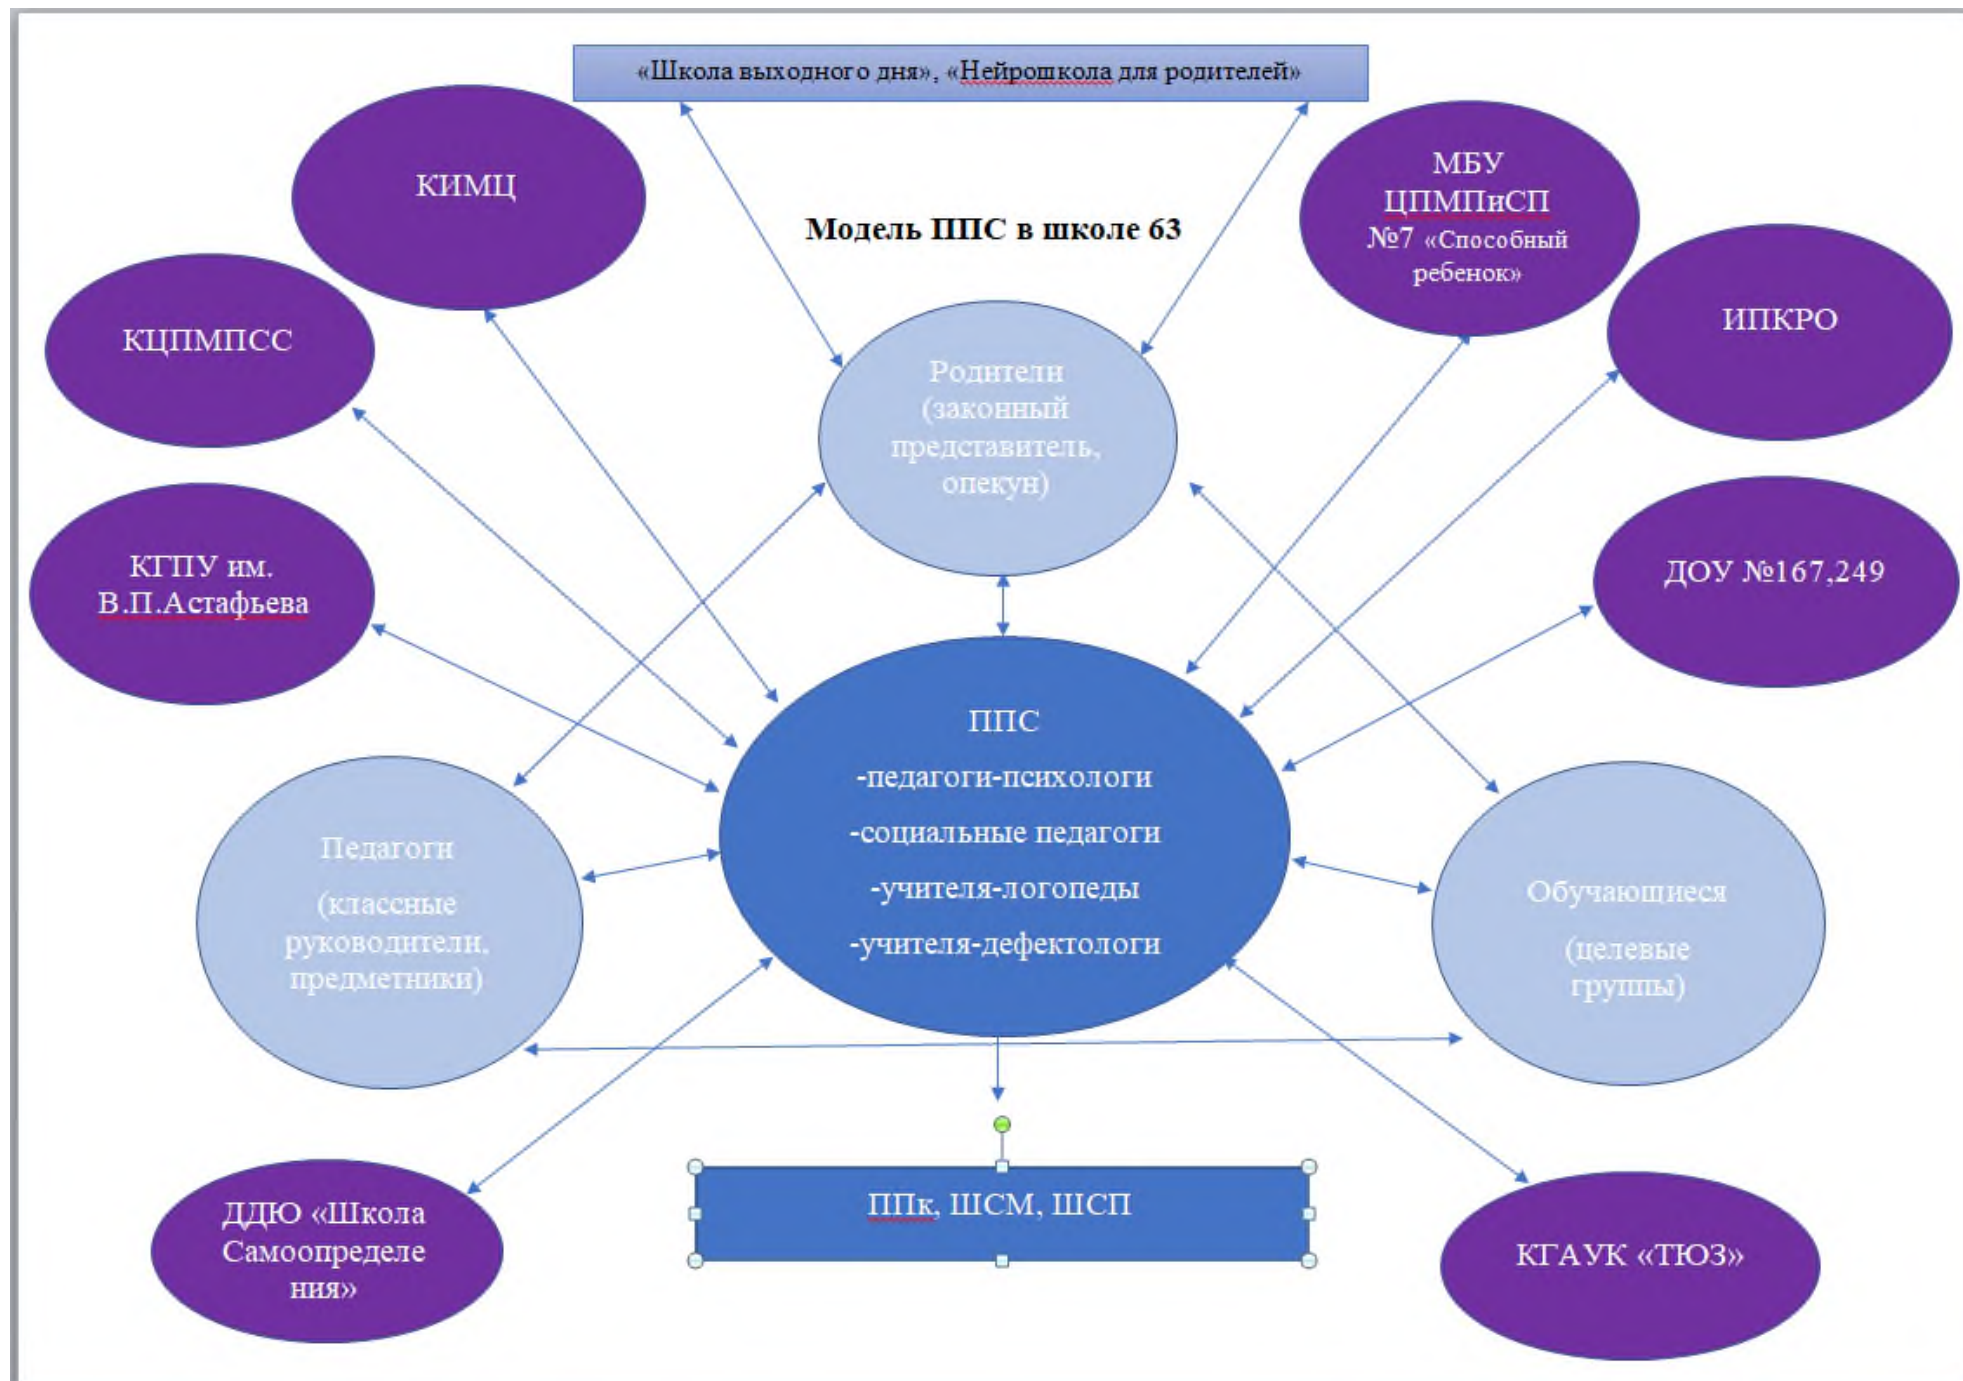 «Школа выходного дня», «Нейрошкола для родителей»
КИМЦ
МБУ
ЦПМПиСП
№7 «Способный
ребенок»
Модель ППС в школе 63
КЦПМПСС
ИПКРО
Родители
(законный
представитель,
опекун)
КГПУ им.
В.П.Астафьева
ДОУ №167,249
ППС
-педагоги-психологи
-социальные педагоги
-учителя-логопеды
-учителя-дефектологи
Педагоги
(классные
руководители,
предметники)
Обучающиеся
(целевые
группы)
ДДЮ «Школа
Самоопределе
ния»
ППк, ШСМ, ШСП
КГАУК «ТЮЗ»